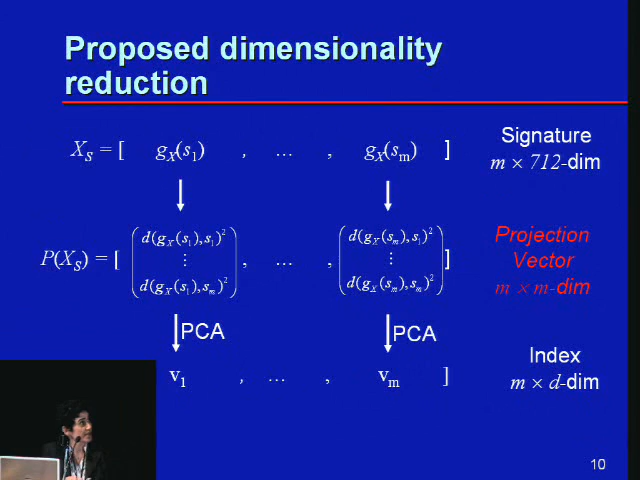 Proposed dimensionality
reduction
X_S = [ g_X(s_1) , … , g_X(s_m) ]
Signature
m × 712-dim
P(X_S) = [ ( d(g_X(s_1),s_1)² ⋮ d(g_X(s_1),s_m)² ) , … , ( d(g_X(s_m),s_1)² ⋮ d(g_X(s_m),s_m)² ) ]
Projection
Vector
m × m-dim
PCA PCA
v_1 , … , v_m ]
Index
m × d-dim
10